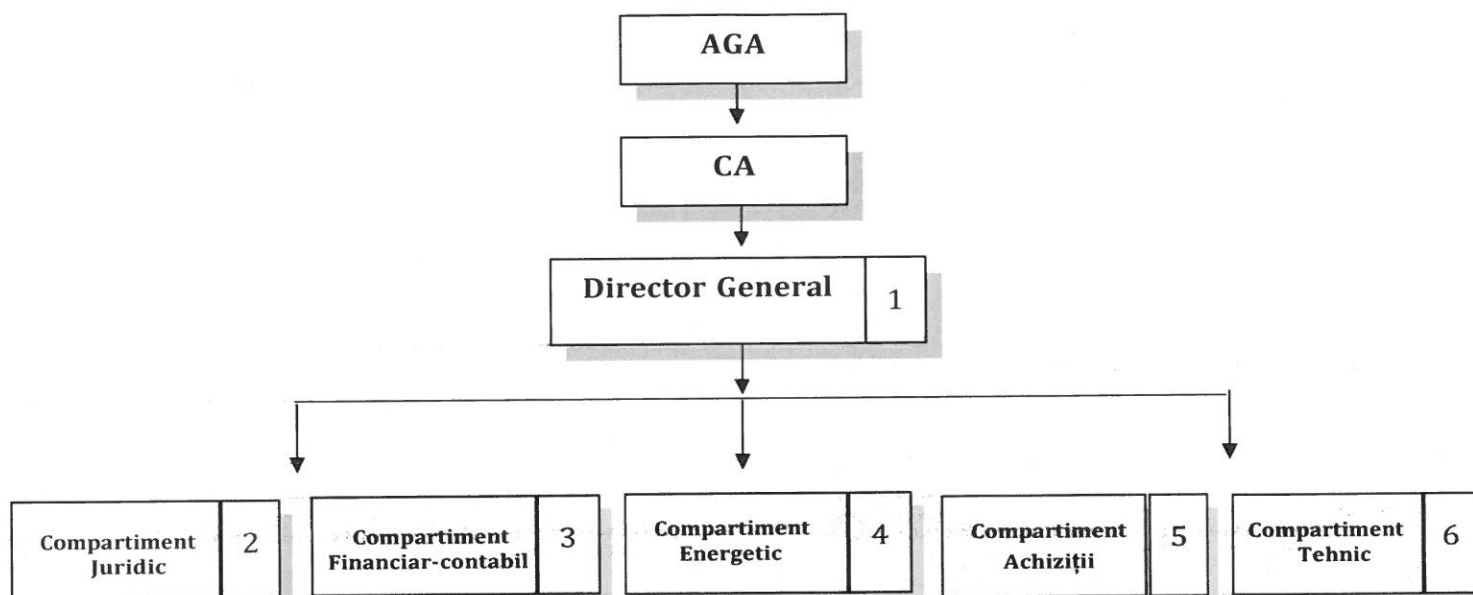 AGA
CA
Director General
1
Compartiment
Juridic
2
Compartiment
Financiar-contabil
3
Compartiment
Energetic
4
Compartiment
Achiziții
5
Compartiment
Tehnic
6